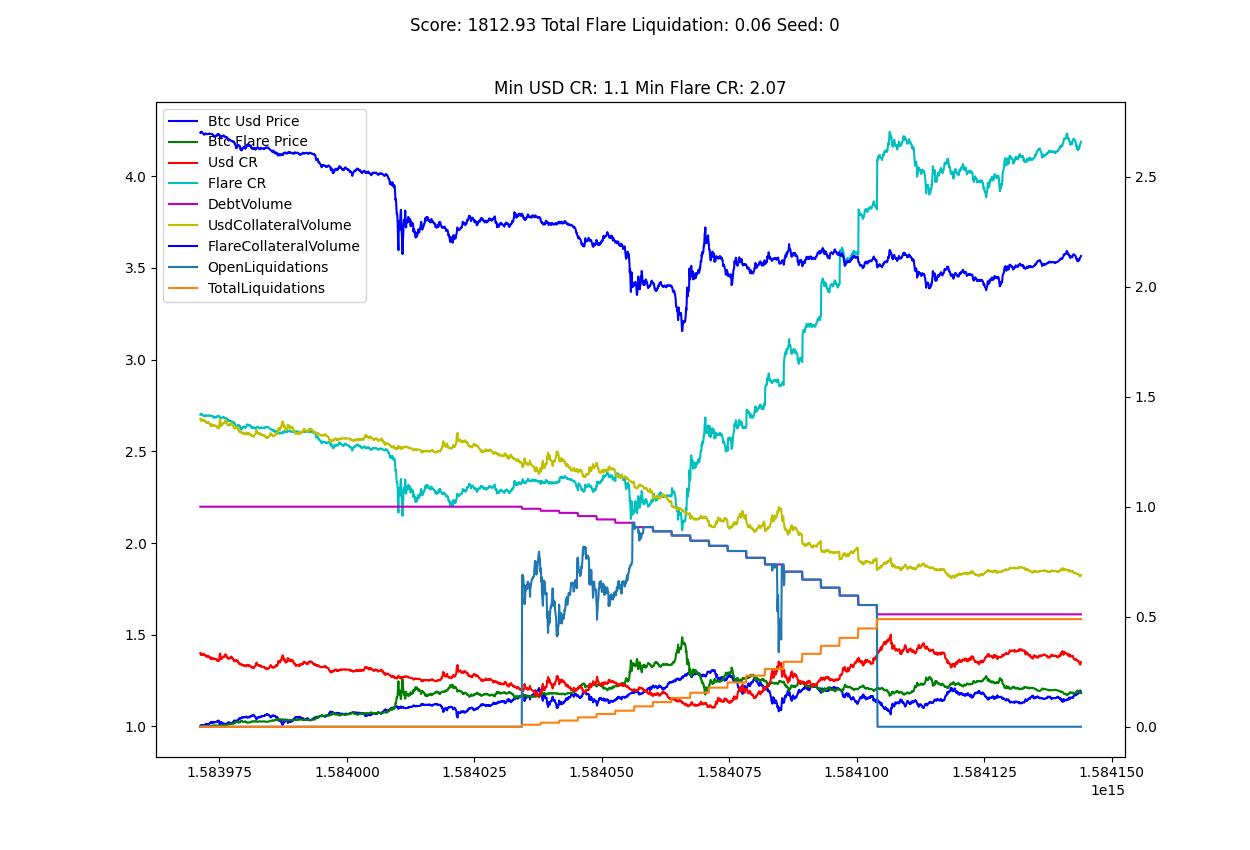 Score: 1812.93 Total Flare Liquidation: 0.06 Seed: 0
Min USD CR: 1.1 Min Flare CR: 2.07
Btc Usd Price
Btc Flare Price
Usd CR
Flare CR
DebtVolume
UsdCollateralVolume
FlareCollateralVolume
OpenLiquidations
TotalLiquidations
4.0
3.5
3.0
2.5
2.0
1.5
1.0
2.5
2.0
1.5
1.0
0.5
0.0
1.583975 1.584000 1.584025 1.584050 1.584075 1.584100 1.584125 1.584150
1e15